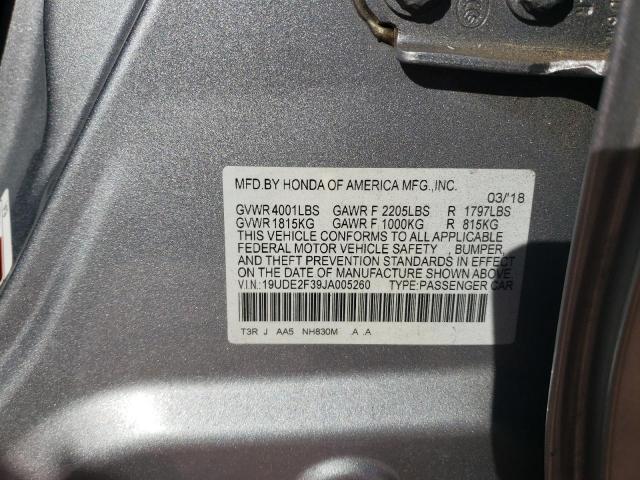 MFD.BY HONDA OF AMERICA MFG.,INC.
03/'18
GVWR 4001LBS GAWR F 2205LBS R 1797LBS
GVWR 1815KG GAWR F 1000KG R 815KG
THIS VEHICLE CONFORMS TO ALL APPLICABLE
FEDERAL MOTOR VEHICLE SAFETY , BUMPER,
AND THEFT PREVENTION STANDARDS IN EFFECT
ON THE DATE OF MANUFACTURE SHOWN ABOVE.
VIN:19UDE2F39JA005260 TYPE:PASSENGER CAR
T3R J AA5 NH830M .A .A